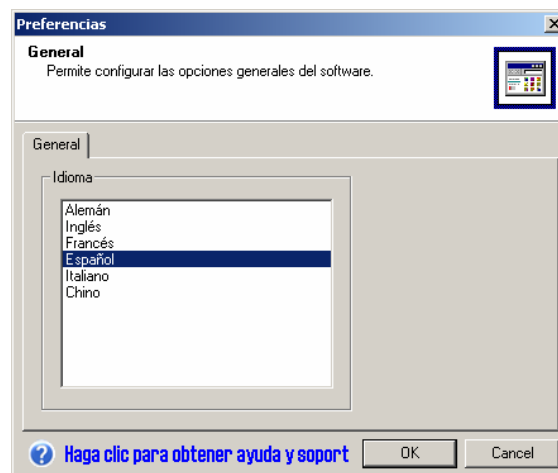 Preferencias
General
Permite configurar las opciones generales del software.
General
Idioma
Alemán
Inglés
Francés
Español
Italiano
Chino
Haga clic para obtener ayuda y soport
OK
Cancel